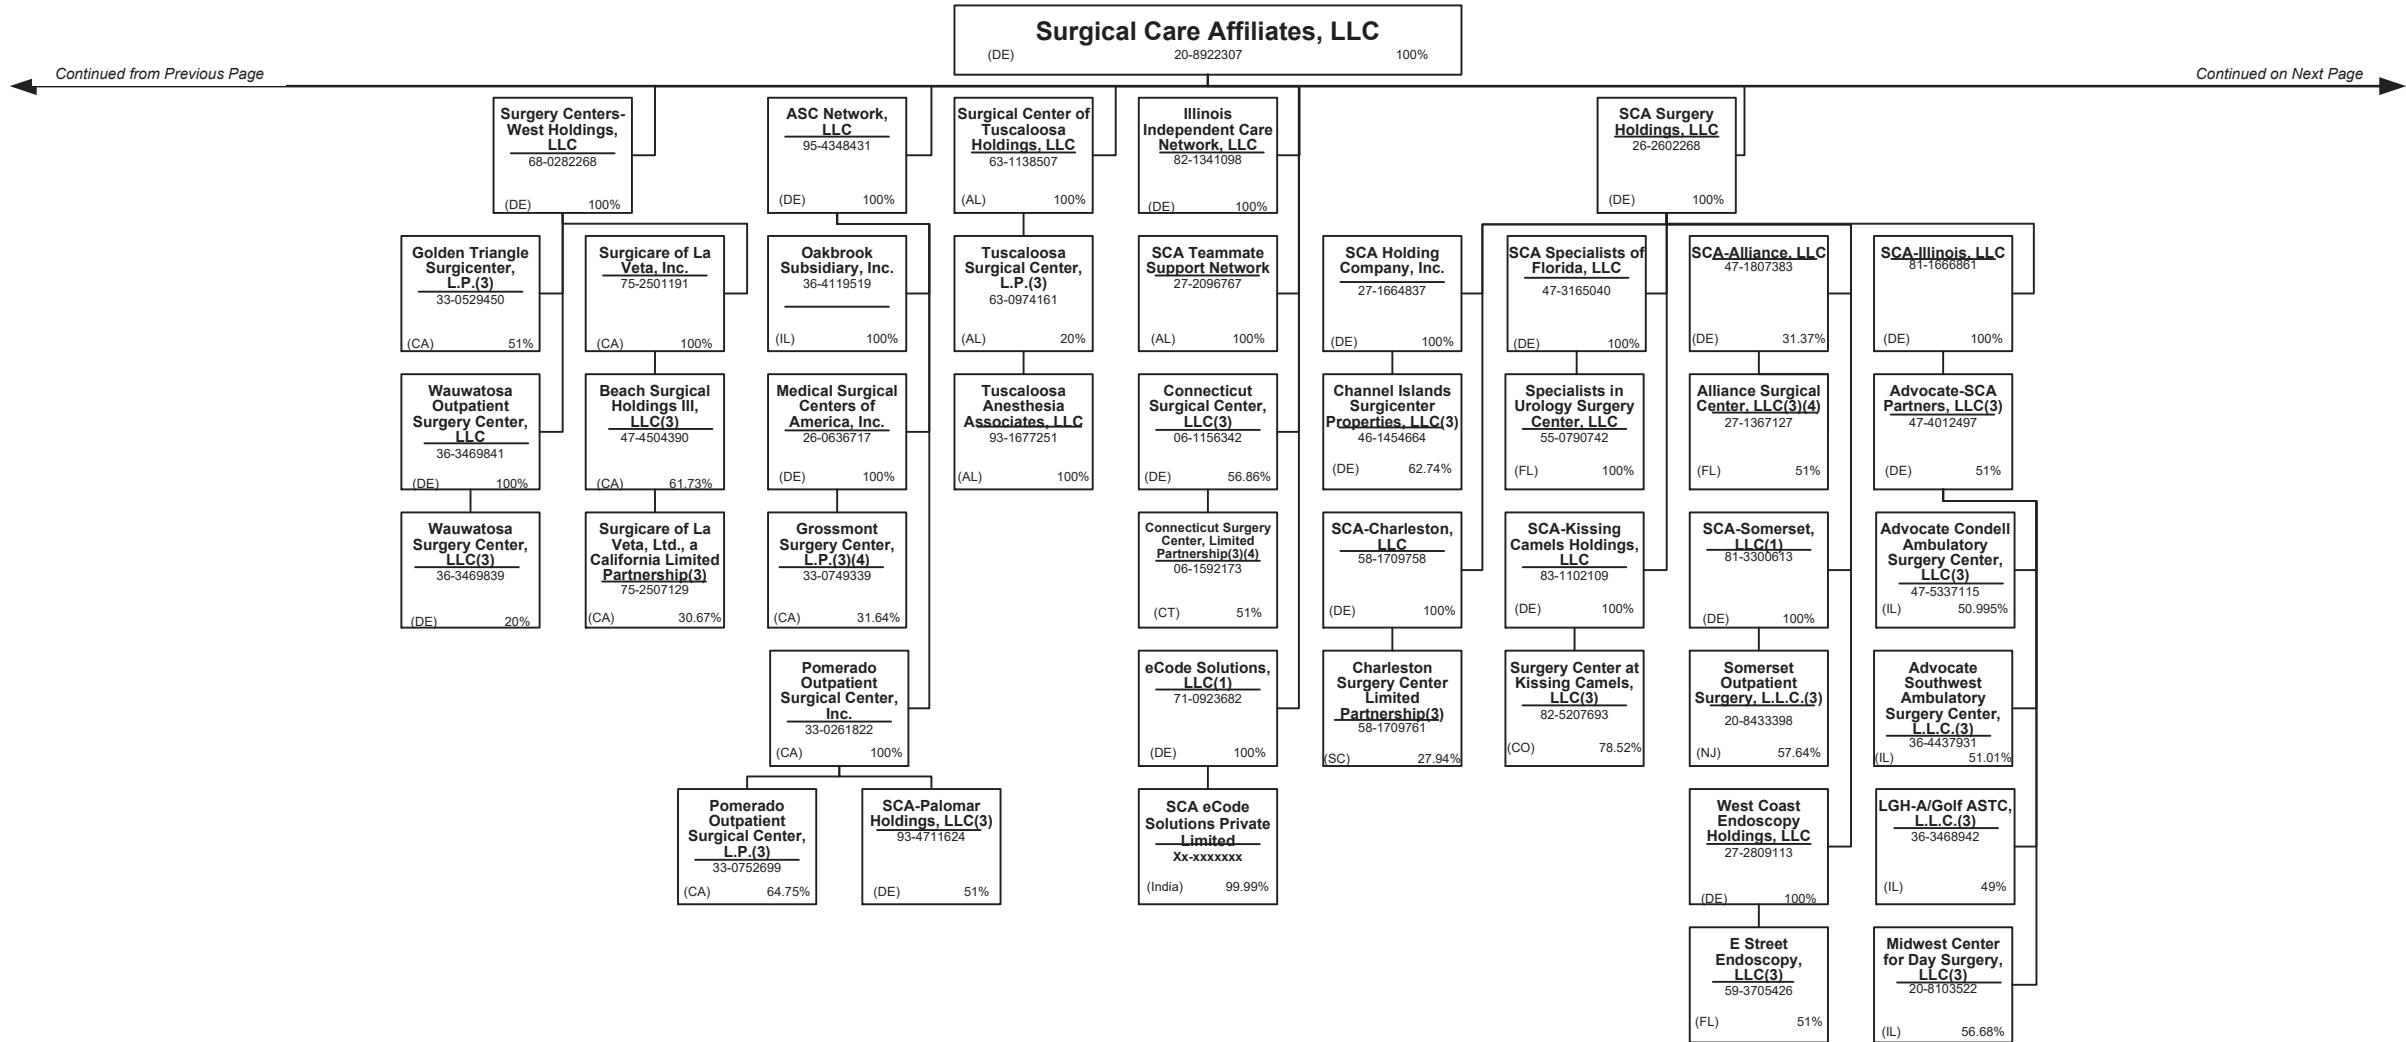 Surgical Care Affiliates, LLC
(DE) 20-8922307 100%
Continued from Previous Page
Continued on Next Page
Surgery Centers-
West Holdings,
LLC
68-0282268
(DE) 100%
ASC Network,
LLC
95-4348431
(DE) 100%
Surgical Center of
Tuscaloosa
Holdings, LLC
63-1138507
(AL) 100%
Illinois
Independent Care
Network, LLC
82-1341098
(DE) 100%
SCA Surgery
Holdings, LLC
26-2602268
(DE) 100%
Golden Triangle
Surgicenter,
L.P.(3)
33-0529450
(CA) 51%
Surgicare of La
Veta, Inc.
75-2501191
(CA) 100%
Oakbrook
Subsidiary, Inc.
36-4119519
(IL) 100%
Tuscaloosa
Surgical Center,
L.P.(3)
63-0974161
(AL) 20%
SCA Teammate
Support Network
27-2096767
(AL) 100%
SCA Holding
Company, Inc.
27-1664837
(DE) 100%
SCA Specialists of
Florida, LLC
47-3165040
(DE) 100%
SCA-Alliance, LLC
47-1807383
(DE) 31.37%
SCA-Illinois, LLC
81-1666861
(DE) 100%
Wauwatosa
Outpatient
Surgery Center,
LLC
36-3469841
(DE) 100%
Beach Surgical
Holdings III,
LLC(3)
47-4504390
(CA) 61.73%
Medical Surgical
Centers of
America, Inc.
26-0636717
(DE) 100%
Tuscaloosa
Anesthesia
Associates, LLC
93-1677251
(AL) 100%
Connecticut
Surgical Center,
LLC(3)
06-1156342
(DE) 56.86%
Channel Islands
Surgicenter
Properties, LLC(3)
46-1454664
(DE) 62.74%
Specialists in
Urology Surgery
Center, LLC
55-0790742
(FL) 100%
Alliance Surgical
Center, LLC(3)(4)
27-1367127
(FL) 51%
Advocate-SCA
Partners, LLC(3)
47-4012497
(DE) 51%
Wauwatosa
Surgery Center,
LLC(3)
36-3469839
(DE) 20%
Surgicare of La
Veta, Ltd., a
California Limited
Partnership(3)
75-2507129
(CA) 30.67%
Grossmont
Surgery Center,
L.P.(3)(4)
33-0749339
(CA) 31.64%
Connecticut Surgery
Center, Limited
Partnership(3)(4)
06-1592173
(CT) 51%
SCA-Charleston,
LLC
58-1709758
(DE) 100%
SCA-Kissing
Camels Holdings,
LLC
83-1102109
(DE) 100%
SCA-Somerset,
LLC(1)
81-3300613
(DE) 100%
Advocate Condell
Ambulatory
Surgery Center,
LLC(3)
47-5337115
(IL) 50.995%
Pomerado
Outpatient
Surgical Center,
Inc.
33-0261822
(CA) 100%
eCode Solutions,
LLC(1)
71-0923682
(DE) 100%
Charleston
Surgery Center
Limited
Partnership(3)
58-1709761
(SC) 27.94%
Surgery Center at
Kissing Camels,
LLC(3)
82-5207693
(CO) 78.52%
Somerset
Outpatient
Surgery, L.L.C.(3)
20-8433398
(NJ) 57.64%
Advocate
Southwest
Ambulatory
Surgery Center,
L.L.C.(3)
36-4437931
(IL) 51.01%
Pomerado
Outpatient
Surgical Center,
L.P.(3)
33-0752699
(CA) 64.75%
SCA-Palomar
Holdings, LLC(3)
93-4711624
(DE) 51%
SCA eCode
Solutions Private
Limited
Xx-xxxxxxx
(India) 99.99%
West Coast
Endoscopy
Holdings, LLC
27-2809113
(DE) 100%
LGH-A/Golf ASTC,
L.L.C.(3)
36-3468942
(IL) 49%
E Street
Endoscopy,
LLC(3)
59-3705426
(FL) 51%
Midwest Center
for Day Surgery,
LLC(3)
20-8103522
(IL) 56.68%